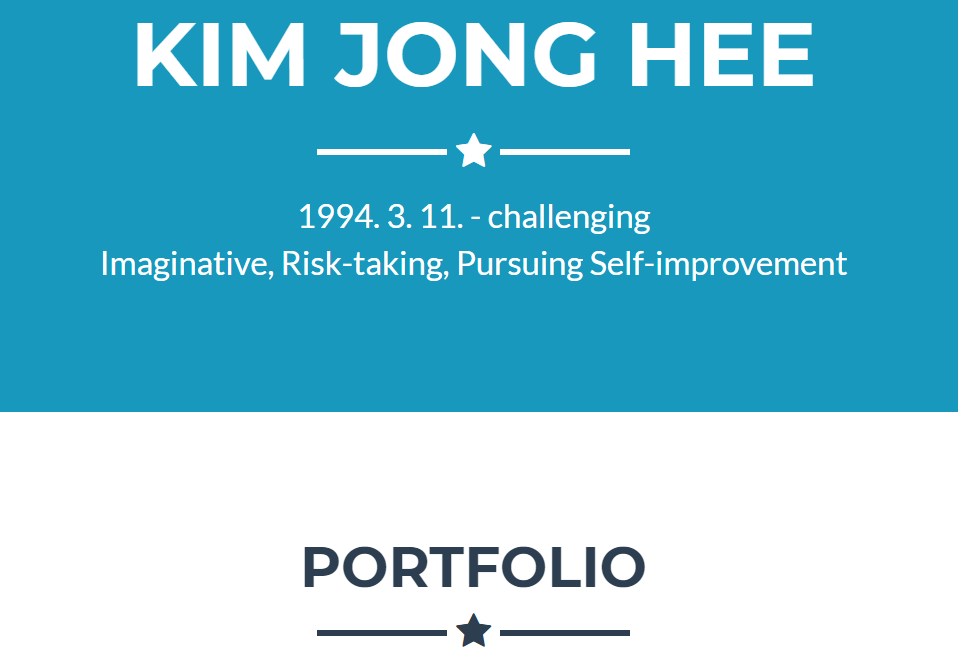 KIM JONG HEE
1994. 3. 11. - challenging
Imaginative, Risk-taking, Pursuing Self-improvement
PORTFOLIO